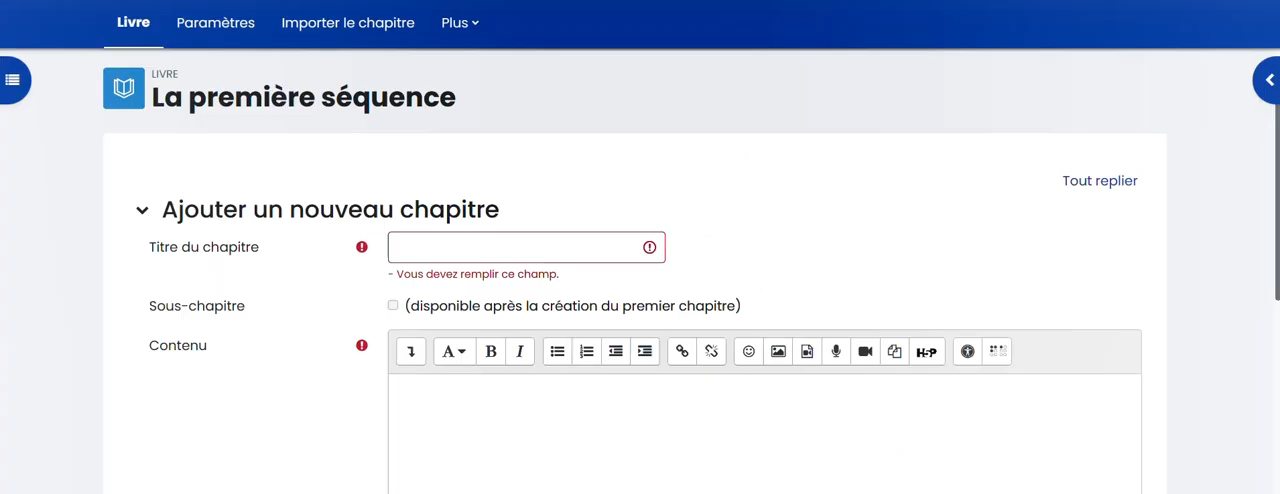 Livre Paramètres Importer le chapitre Plus
LIVRE
La première séquence
Tout replier
Ajouter un nouveau chapitre
Titre du chapitre
- Vous devez remplir ce champ.
Sous-chapitre (disponible après la création du premier chapitre)
Contenu
A B I H5P